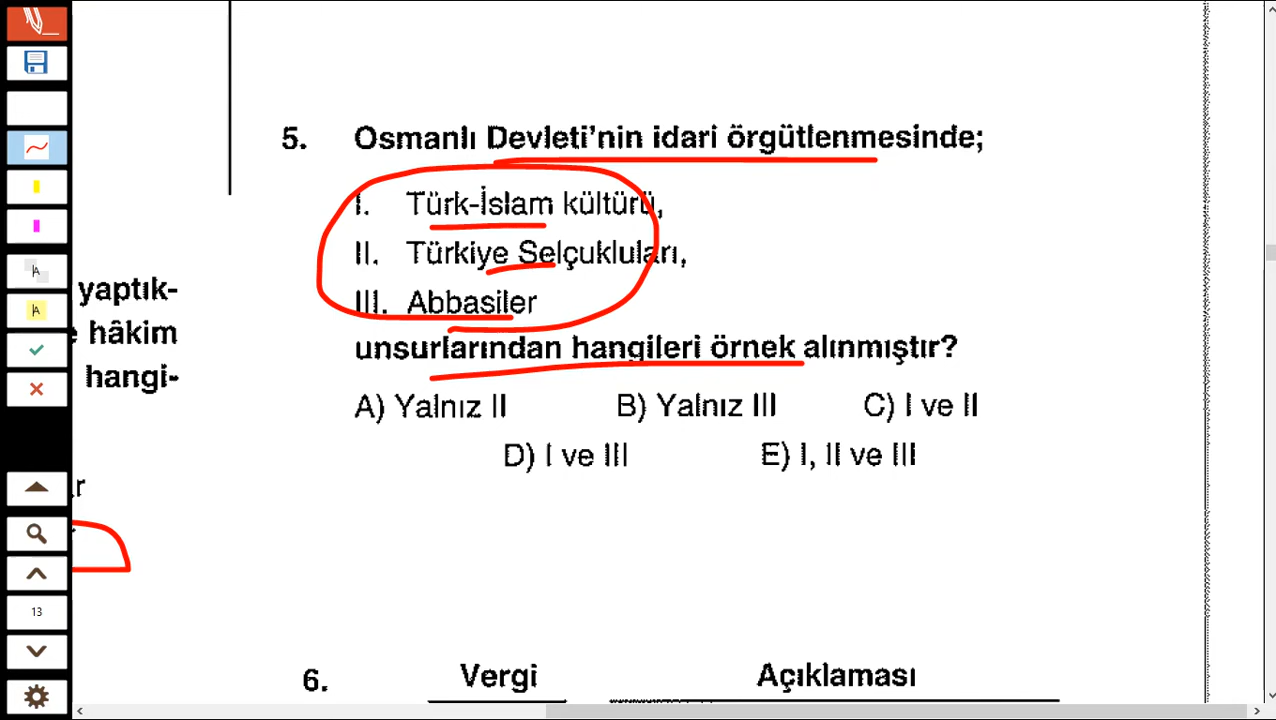 5. Osmanlı Devleti’nin idari örgütlenmesinde;
I. Türk-İslam kültürü,
II. Türkiye Selçukluları,
III. Abbasiler
unsurlarından hangileri örnek alınmıştır?
A) Yalnız II B) Yalnız III C) I ve II
D) I ve III E) I, II ve III
6. Vergi Açıklaması
yaptık-
hâkim
hangi-
13